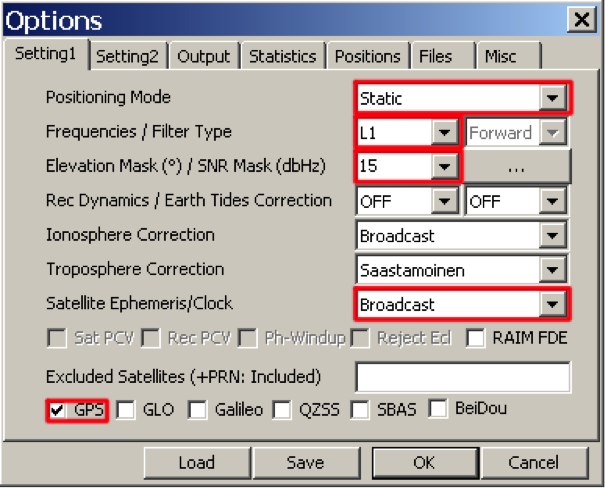 Options
Setting1 Setting2 Output Statistics Positions Files Misc
Positioning Mode Static
Frequencies / Filter Type L1 Forward
Elevation Mask (°) / SNR Mask (dbHz) 15 ...
Rec Dynamics / Earth Tides Correction OFF OFF
Ionosphere Correction Broadcast
Troposphere Correction Saastamoinen
Satellite Ephemeris/Clock Broadcast
Sat PCV Rec PCV Ph-Windup Reject Ecl RAIM FDE
Excluded Satellites (+PRN: Included)
GPS GLO Galileo QZSS SBAS BeiDou
Load Save OK Cancel